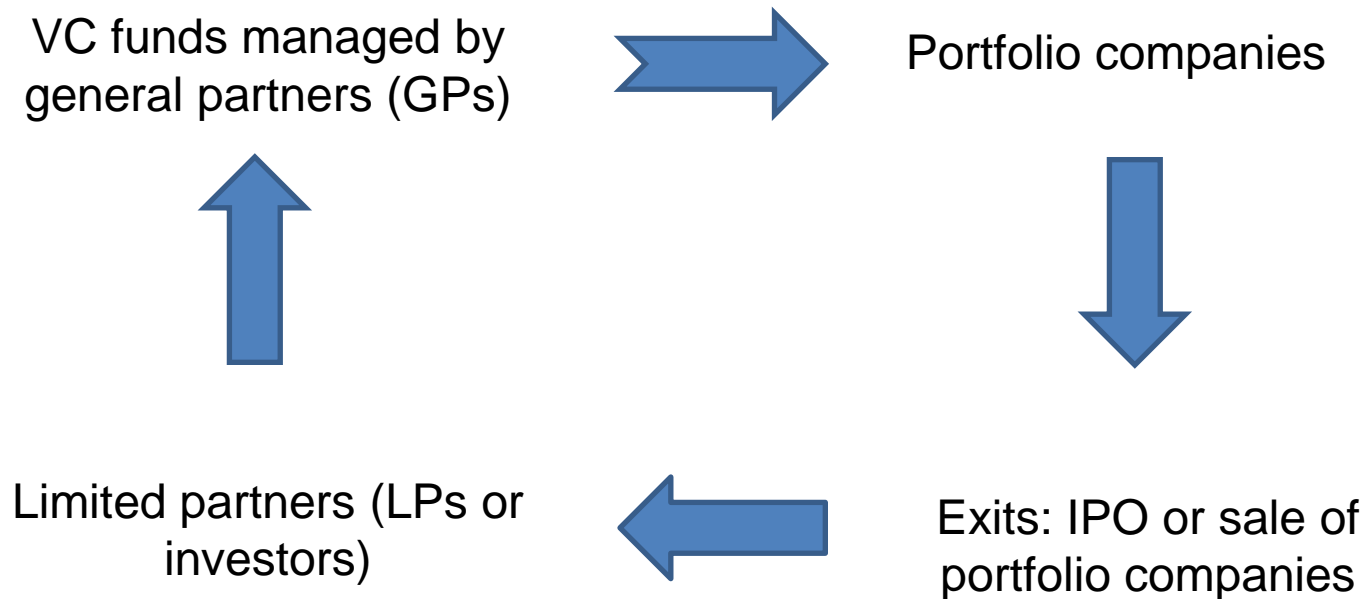 VC funds managed by
general partners (GPs)
Portfolio companies
Limited partners (LPs or
investors)
Exits: IPO or sale of
portfolio companies